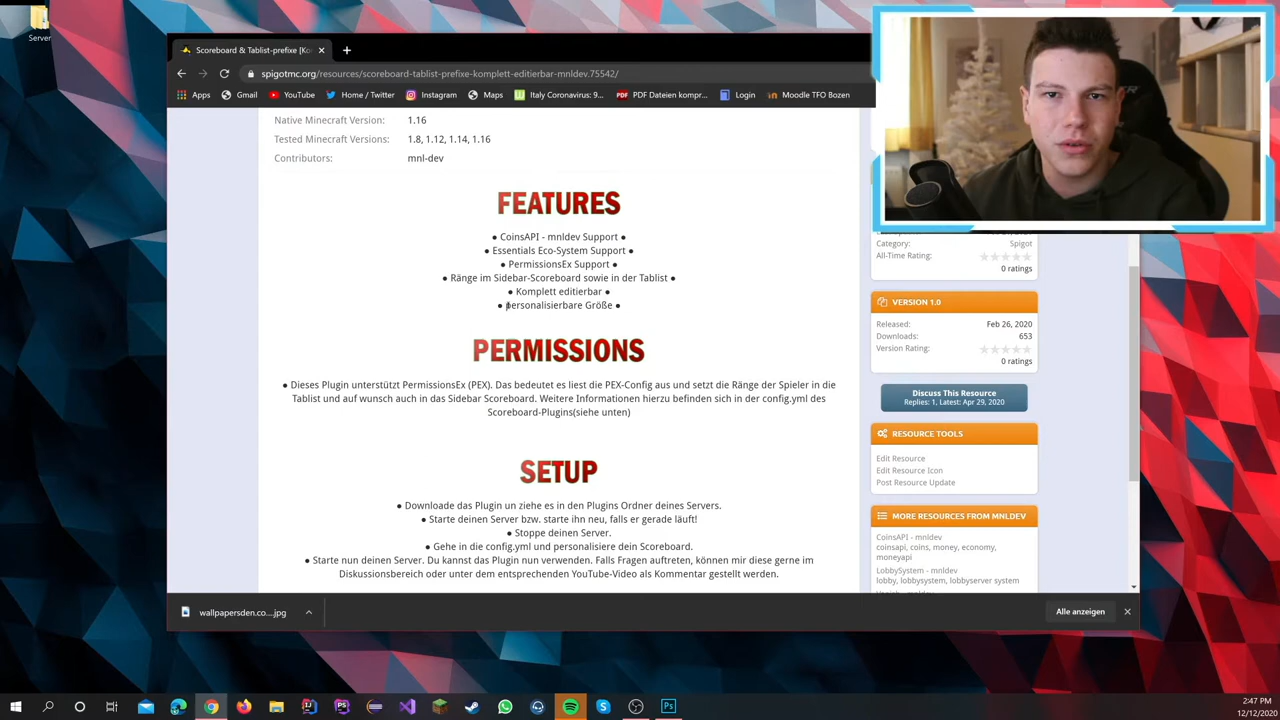 Server
Scoreboard & Tablist-prefixe [Ko
spigotmc.org/resources/scoreboard-tablist-prefixe-komplett-editierbar-mnldev.75542/
Apps
Gmail
YouTube
Home / Twitter
Instagram
Maps
Italy Coronavirus: 9...
PDF Dateien kompr...
Login
Moodle TFO Bozen
Native Minecraft Version: 1.16
Tested Minecraft Versions: 1.8, 1.12, 1.14, 1.16
Contributors: mnl-dev
FEATURES
● CoinsAPI - mnldev Support ●
● Essentials Eco-System Support ●
● PermissionsEx Support ●
● Ränge im Sidebar-Scoreboard sowie in der Tablist ●
● Komplett editierbar ●
● personalisierbare Größe ●
PERMISSIONS
● Dieses Plugin unterstützt PermissionsEx (PEX). Das bedeutet es liest die PEX-Config aus und setzt die Ränge der Spieler in die
Tablist und auf wunsch auch in das Sidebar Scoreboard. Weitere Informationen hierzu befinden sich in der config.yml des
Scoreboard-Plugins(siehe unten)
SETUP
● Downloade das Plugin un ziehe es in den Plugins Ordner deines Servers.
● Starte deinen Server bzw. starte ihn neu, falls er gerade läuft!
● Stoppe deinen Server.
● Gehe in die config.yml und personalisiere dein Scoreboard.
● Starte nun deinen Server. Du kannst das Plugin nun verwenden. Falls Fragen auftreten, können mir diese gerne im
Diskussionsbereich oder unter dem entsprechenden YouTube-Video als Kommentar gestellt werden.
Category: Spigot
All-Time Rating:
0 ratings
VERSION 1.0
Released: Feb 26, 2020
Downloads: 653
Version Rating:
0 ratings
Discuss This Resource
Replies: 1, Latest: Apr 29, 2020
RESOURCE TOOLS
Edit Resource
Edit Resource Icon
Post Resource Update
MORE RESOURCES FROM MNLDEV
CoinsAPI - mnldev
coinsapi, coins, money, economy,
moneyapi
LobbySystem - mnldev
lobby, lobbysystem, lobbyserver system
wallpapersden.co....jpg
Alle anzeigen
2:47 PM
12/12/2020